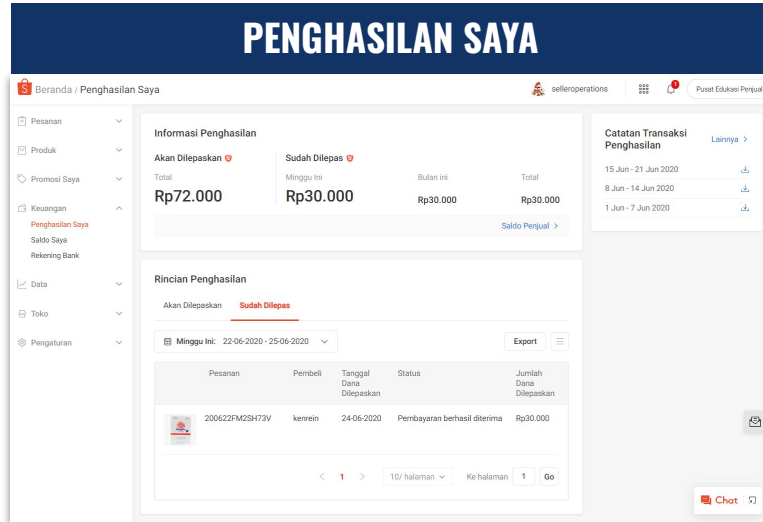 PENGHASILAN SAYA
Beranda / Penghasilan Saya
selleroperations
1
Pusat Edukasi Penjual
Pesanan
Produk
Promosi Saya
Keuangan
Penghasilan Saya
Saldo Saya
Rekening Bank
Data
Toko
Pengaturan
Informasi Penghasilan
Akan Dilepaskan
Sudah Dilepas
Total
Minggu Ini
Bulan ini
Total
Rp72.000
Rp30.000
Rp30.000
Rp30.000
Saldo Penjual >
Catatan Transaksi
Penghasilan
Lainnya >
15 Jun - 21 Jun 2020
8 Jun - 14 Jun 2020
1 Jun - 7 Jun 2020
Rincian Penghasilan
Akan Dilepaskan
Sudah Dilepas
Minggu Ini: 22-06-2020 - 25-06-2020
Export
Pesanan
Pembeli
Tanggal
Dana
Dilepaskan
Status
Jumlah
Dana
Dilepaskan
200622FM2SH73V
kenrein
24-06-2020
Pembayaran berhasil diterima
Rp30.000
< 1 >
10/ halaman
Ke halaman
1
Go
Chat